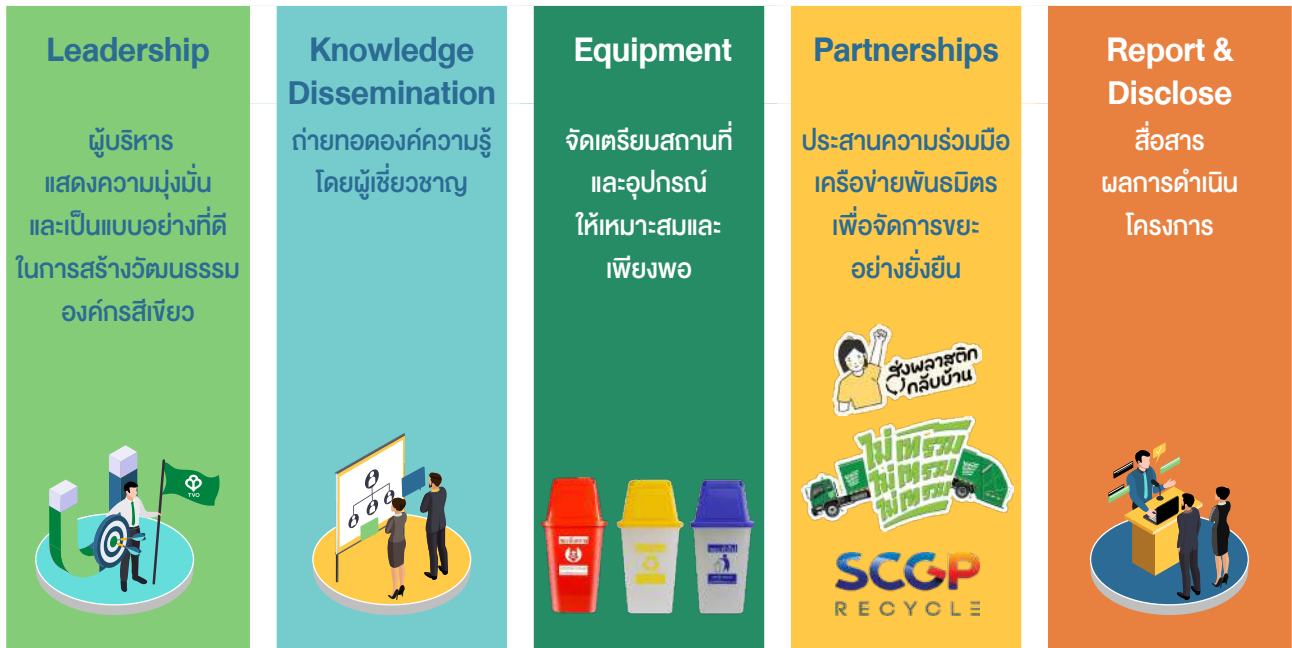 Leadership
ผู้บริหาร
แสดงความมุ่งมั่น
และเป็นแบบอย่างที่ดี
ในการสร้างวัฒนธรรม
องค์กรสีเขียว
TVO
Knowledge
Dissemination
ถ่ายทอดองค์ความรู้
โดยผู้เชี่ยวชาญ
Equipment
จัดเตรียมสถานที่
และอุปกรณ์
ให้เหมาะสมและ
เพียงพอ
Partnerships
ประสานความร่วมมือ
เครือข่ายพันธมิตร
เพื่อจัดการขยะ
อย่างยั่งยืน
ส่งพลาสติก
กลับบ้าน
ไม่เทรวม
ไม่เทรวม
ไม่เทรวม
ไม่เทรวม
SCGP
RECYCLE
Report &
Disclose
สื่อสาร
ผลการดำเนิน
โครงการ